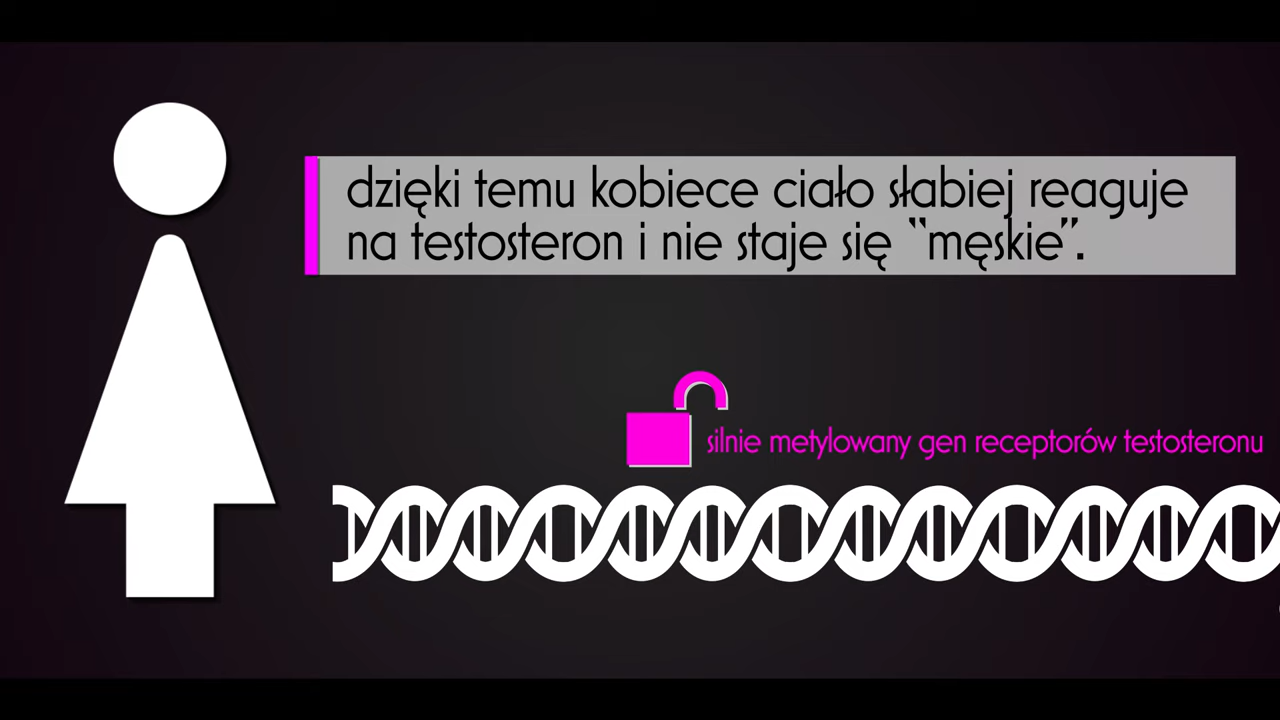 dzięki temu kobiece ciało słabiej reaguje
na testosteron i nie staje się "męskie".
silnie metylowany gen receptorów testosteronu